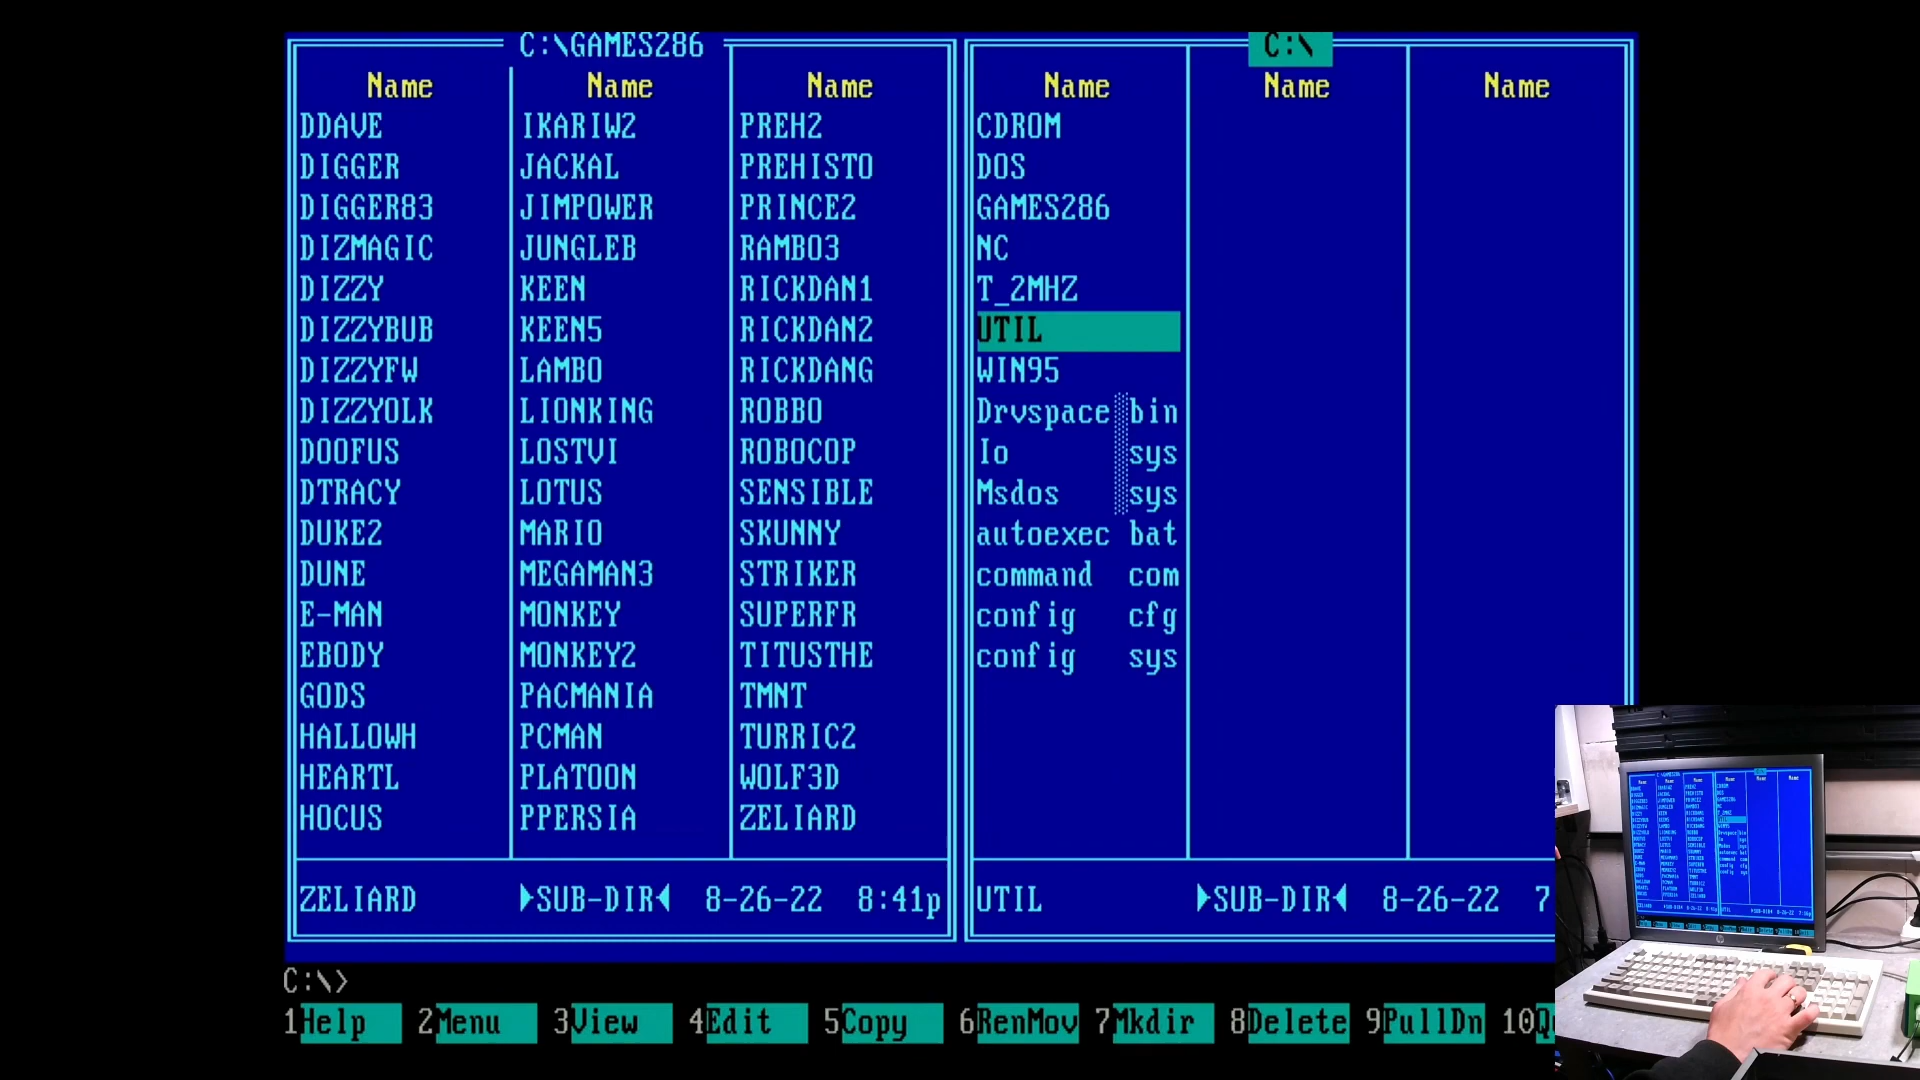 C:\GAMES286
Name Name Name
DDAVE IKARIW2 PREH2
DIGGER JACKAL PREHISTO
DIGGER83 JIMPOWER PRINCE2
DIZMAGIC JUNGLEB RAMBO3
DIZZY KEEN RICKDAN1
DIZZYBUB KEEN5 RICKDAN2
DIZZYFW LAMBO RICKDANG
DIZZYOLK LIONKING ROBBO
DOOFUS LOSTVI ROBOCOP
DTRACY LOTUS SENSIBLE
DUKE2 MARIO SKUNNY
DUNE MEGAMAN3 STRIKER
E-MAN MONKEY SUPERFR
EBODY MONKEY2 TITUSTHE
GODS PACMANIA TMNT
HALLOWH PCMAN TURRIC2
HEARTL PLATOON WOLF3D
HOCUS PPERSIA ZELIARD
ZELIARD ►SUB-DIR◄ 8-26-22 8:41p
C:\
Name Name Name
CDROM
DOS
GAMES286
NC
T_2MHZ
UTIL
WIN95
Drvspace░bin
Io ░sys
Msdos ░sys
autoexec bat
command com
config cfg
config sys
UTIL ►SUB-DIR◄ 8-26-22 7
C:\>
1Help 2Menu 3View 4Edit 5Copy 6RenMov 7Mkdir 8Delete 9PullDn 10Q